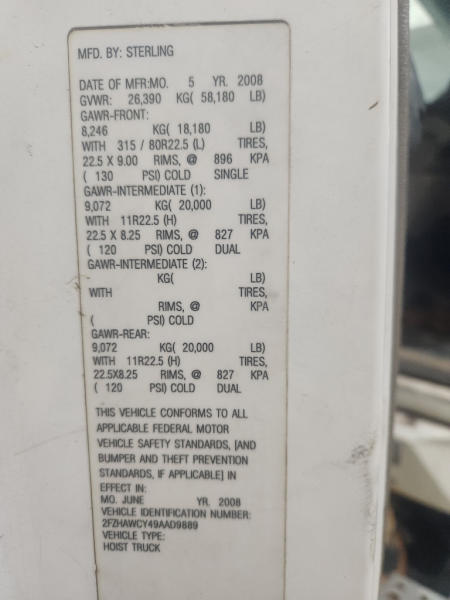 MFD. BY: STERLING
DATE OF MFR:MO. 5 YR. 2008
GVWR: 26,390 KG( 58,180 LB)
GAWR-FRONT:
8,246 KG( 18,180 LB)
WITH 315 / 80R22.5 (L) TIRES,
22.5 X 9.00 RIMS, @ 896 KPA
( 130 PSI) COLD SINGLE
GAWR-INTERMEDIATE (1):
9,072 KG( 20,000 LB)
WITH 11R22.5 (H) TIRES,
22.5 X 8.25 RIMS, @ 827 KPA
( 120 PSI) COLD DUAL
GAWR-INTERMEDIATE (2):
KG( LB)
WITH TIRES,
RIMS, @ KPA
( PSI) COLD
GAWR-REAR:
9,072 KG( 20,000 LB)
WITH 11R22.5 (H) TIRES,
22.5X8.25 RIMS, @ 827 KPA
( 120 PSI) COLD DUAL
THIS VEHICLE CONFORMS TO ALL
APPLICABLE FEDERAL MOTOR
VEHICLE SAFETY STANDARDS, [AND
BUMPER AND THEFT PREVENTION
STANDARDS, IF APPLICABLE] IN
EFFECT IN:
MO. JUNE YR. 2008
VEHICLE IDENTIFICATION NUMBER:
2FZHAWCY49AAD9889
VEHICLE TYPE:
HOIST TRUCK